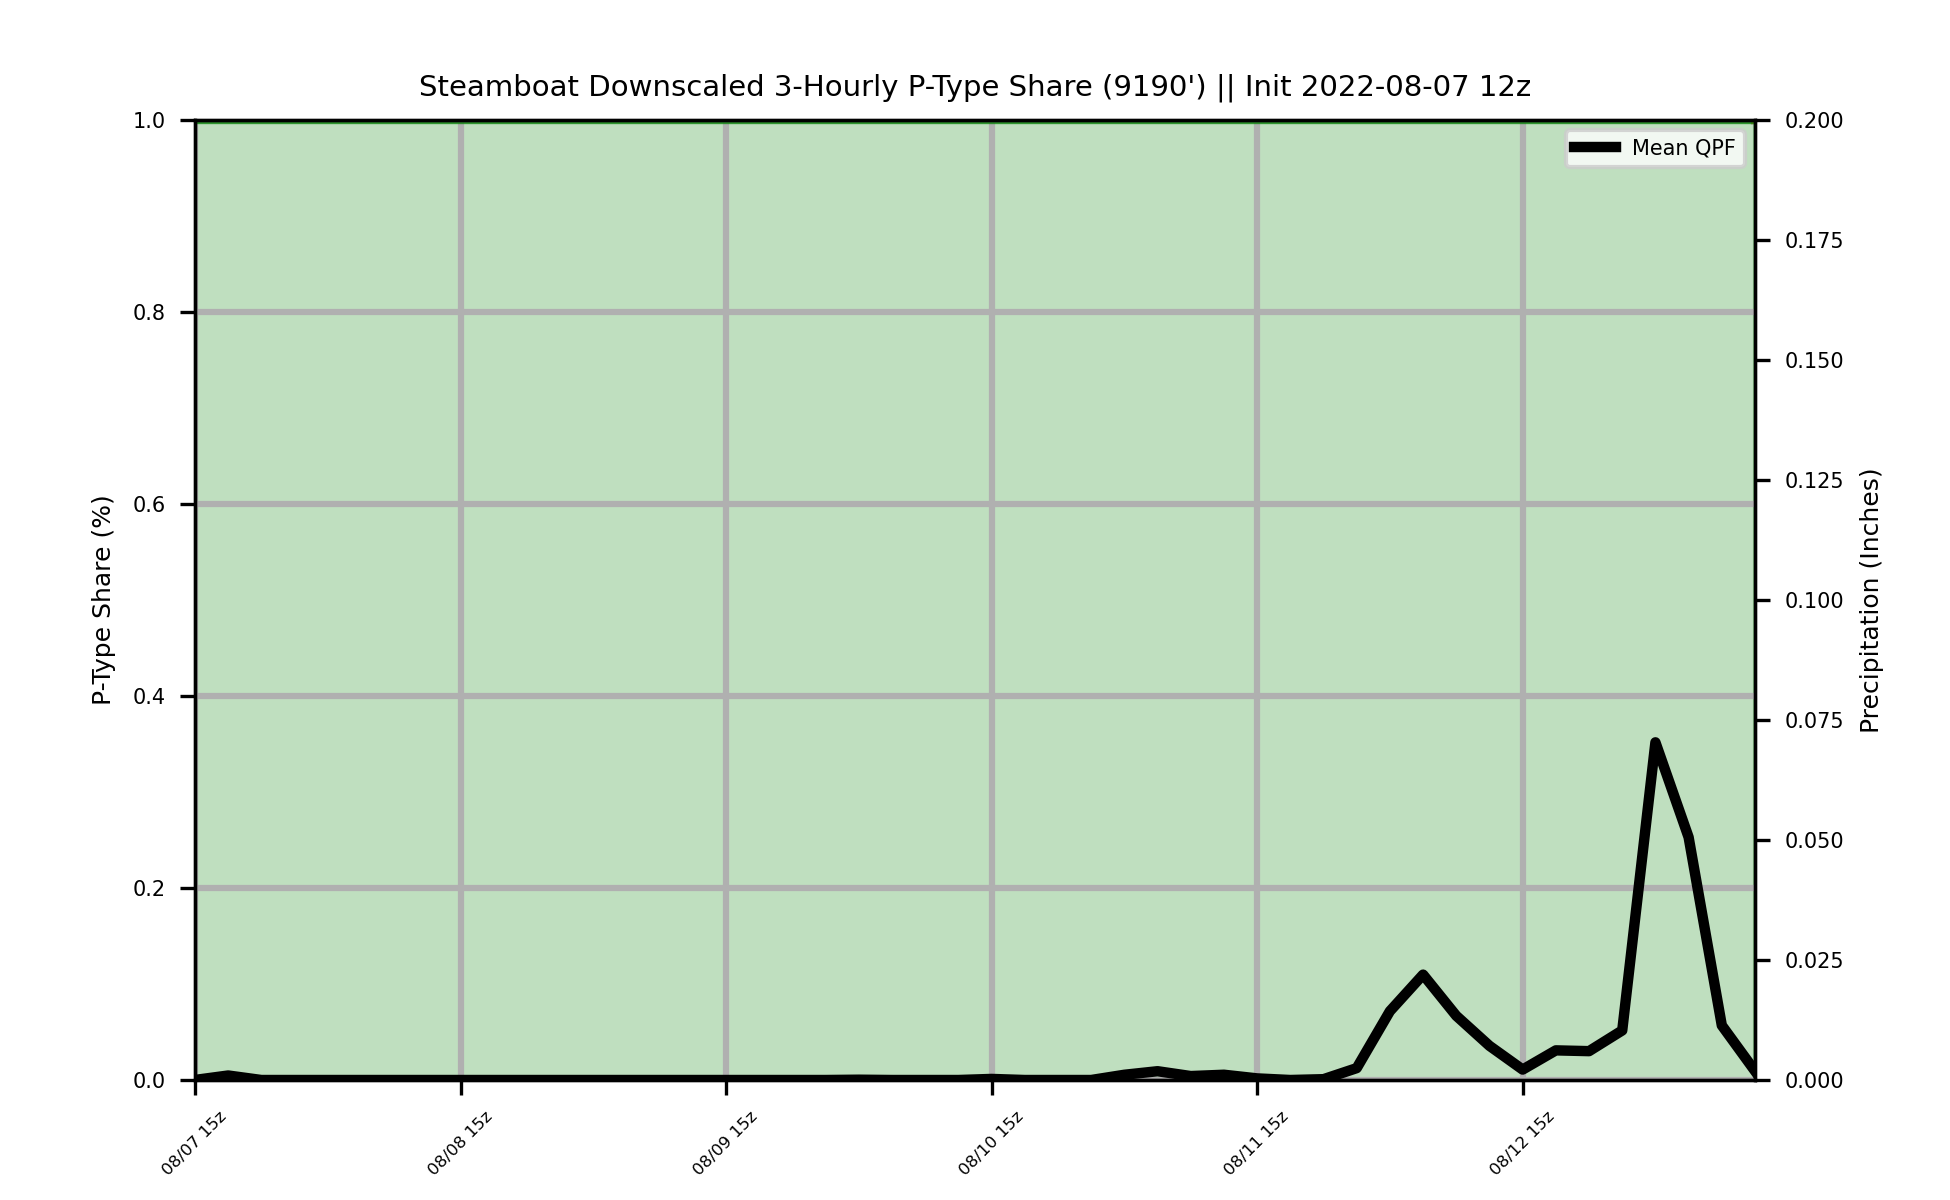 Steamboat Downscaled 3-Hourly P-Type Share (9190') || Init 2022-08-07 12z
Mean QPF
P-Type Share (%)
1.0
0.8
0.6
0.4
0.2
0.0
0.200
0.175
0.150
0.125
0.100
0.075
0.050
0.025
0.000
Precipitation (Inches)
08/07 15z
08/08 15z
08/09 15z
08/10 15z
08/11 15z
08/12 15z